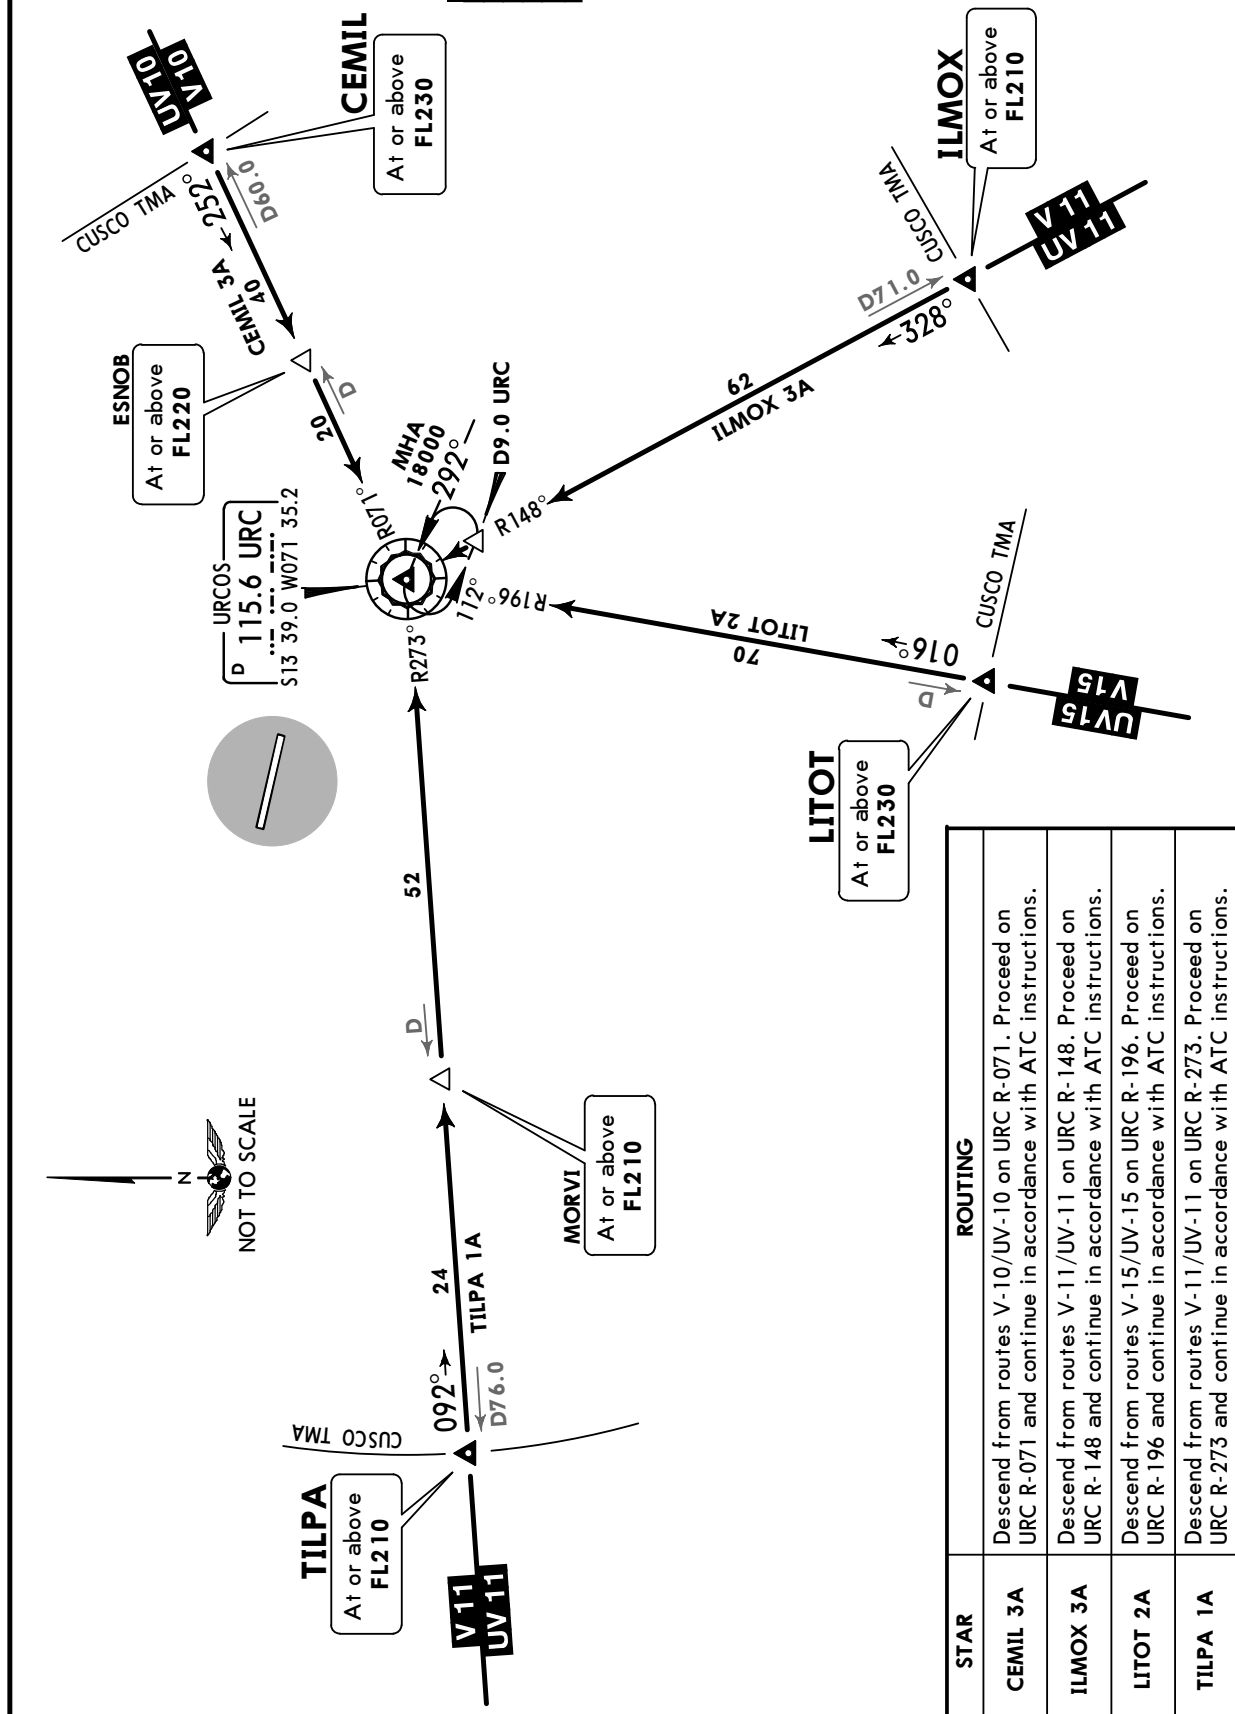 UV10
V10
CUSCO TMA
252°
D60.0
CEMIL
At or above
FL230
CEMIL 3A
40
ESNOB
At or above
FL220
D
20
R071°
URCOS
D 115.6 URC
S13 39.0 W071 35.2
MHA
18000
292°
D9.0 URC
112°
R148°
R196°
R273°
ILMOX
At or above
FL210
CUSCO TMA
V 11
UV 11
D71.0
328°
62
ILMOX 3A
CUSCO TMA
LITOT 2A
70
016°
D
V15
UV15
LITOT
At or above
FL230
52
D
N
NOT TO SCALE
MORVI
At or above
FL210
24
TILPA 1A
092°
D76.0
CUSCO TMA
TILPA
At or above
FL210
V 11
UV 11
STAR ROUTING
CEMIL 3A Descend from routes V-10/UV-10 on URC R-071. Proceed on
URC R-071 and continue in accordance with ATC instructions.
ILMOX 3A Descend from routes V-11/UV-11 on URC R-148. Proceed on
URC R-148 and continue in accordance with ATC instructions.
LITOT 2A Descend from routes V-15/UV-15 on URC R-196. Proceed on
URC R-196 and continue in accordance with ATC instructions.
TILPA 1A Descend from routes V-11/UV-11 on URC R-273. Proceed on
URC R-273 and continue in accordance with ATC instructions.